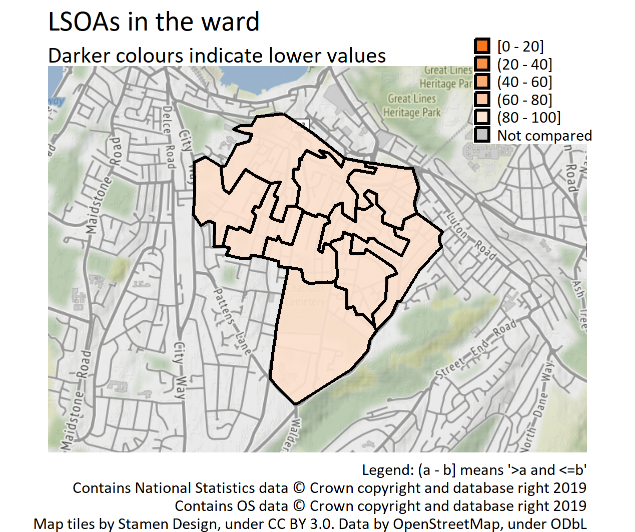 LSOAs in the ward
Darker colours indicate lower values
[0 - 20]
(20 - 40]
(40 - 60]
(60 - 80]
(80 - 100]
Not compared
Great Lines
Heritage Park
Great Lines
Heritage Park
Delce Road
City W
Maidstone Road
Luton Road
Road
Ash Tree
Pattens Lane
City Way
Maidstone Road
Street End Road
North Dane Way
Walder
Legend: (a - b] means '>a and <=b'
Contains National Statistics data © Crown copyright and database right 2019
Contains OS data © Crown copyright and database right 2019
Map tiles by Stamen Design, under CC BY 3.0. Data by OpenStreetMap, under ODbL